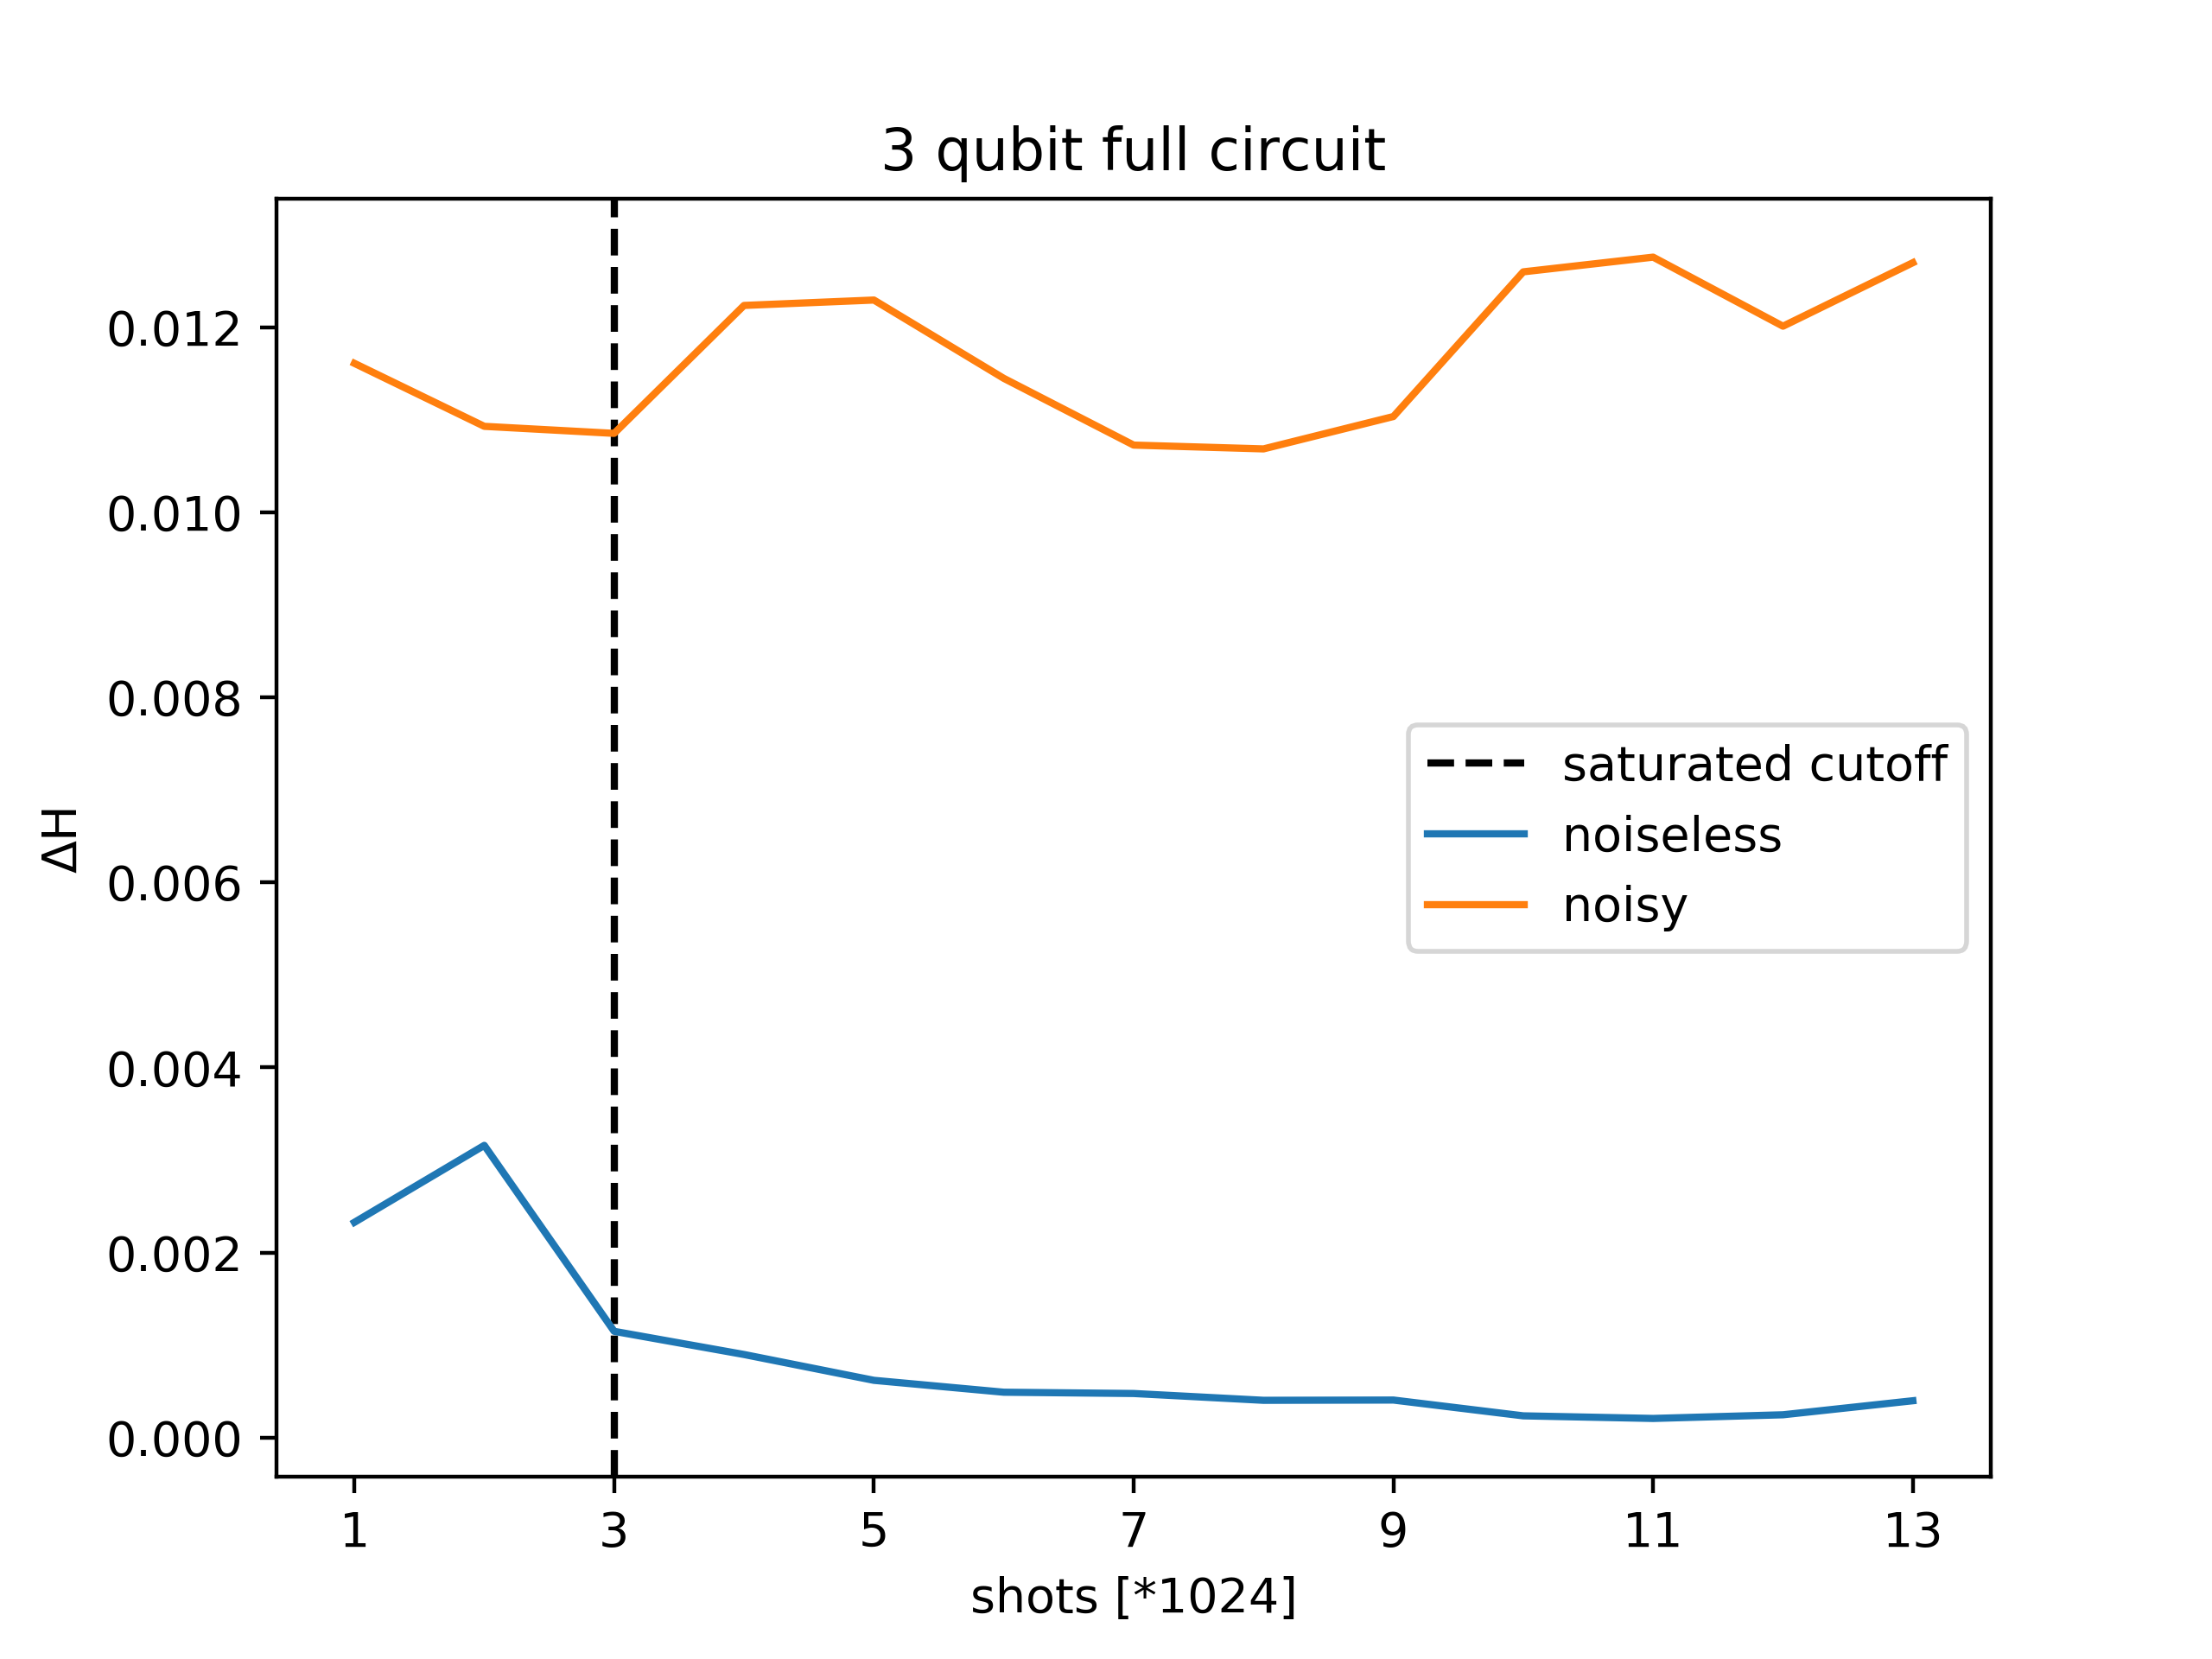 3 qubit full circuit
ΔH
0.012
0.010
0.008
0.006
0.004
0.002
0.000
saturated cutoff
noiseless
noisy
1 3 5 7 9 11 13
shots [*1024]